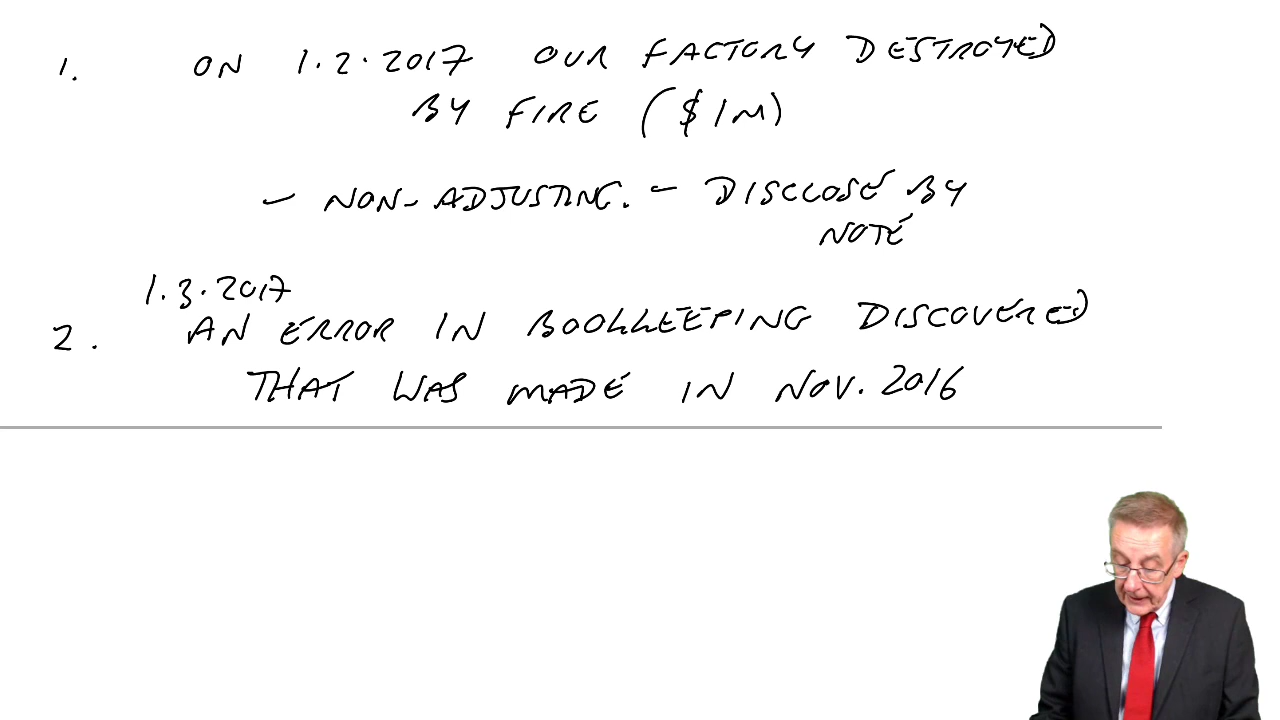 1. ON 1.2.2017 OUR FACTORY DESTROYED
BY FIRE ($1M)
- NON-ADJUSTING. - DISCLOSE BY
NOTE
1.3.2017
2. AN ERROR IN BOOKKEEPING DISCOVERED
THAT WAS MADE IN NOV. 2016